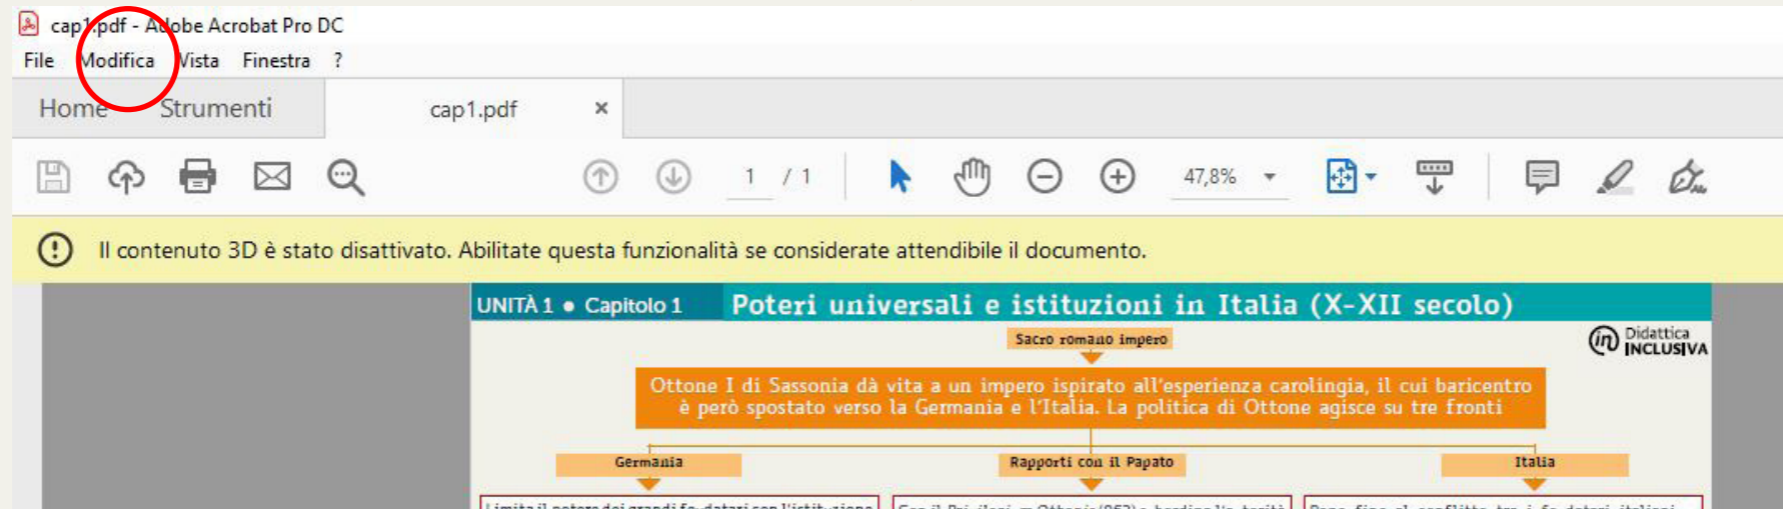 cap1.pdf - Adobe Acrobat Pro DC
File Modifica Vista Finestra ?
Home Strumenti cap1.pdf ×
1 / 1 47,8%
Il contenuto 3D è stato disattivato. Abilitate questa funzionalità se considerate attendibile il documento.
UNITÀ 1 • Capitolo 1 Poteri universali e istituzioni in Italia (X-XII secolo)
Sacro romano impero
in Didattica
INCLUSIVA
Ottone I di Sassonia dà vita a un impero ispirato all'esperienza carolingia, il cui baricentro
è però spostato verso la Germania e l'Italia. La politica di Ottone agisce su tre fronti
Germania Rapporti con il Papato Italia